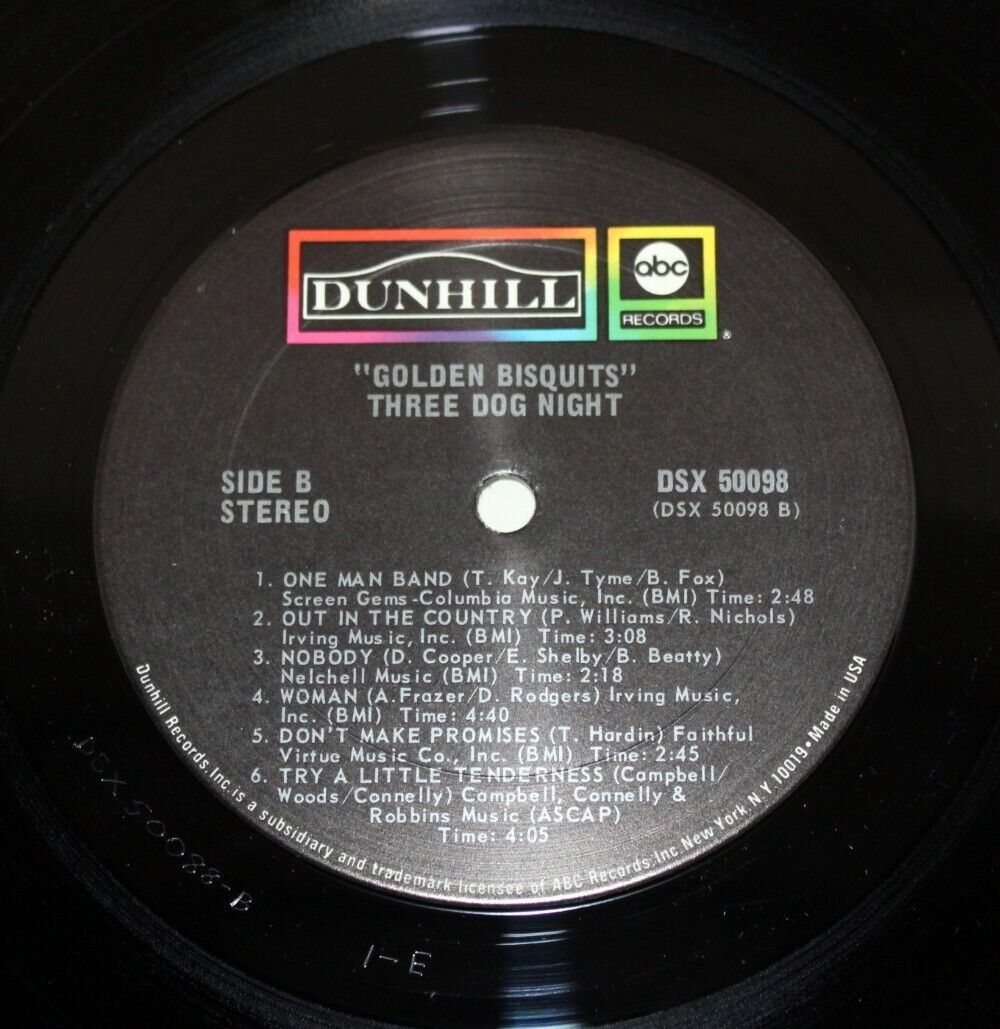 DUNHILL
abc
RECORDS
®
"GOLDEN BISQUITS"
THREE DOG NIGHT
SIDE B
STEREO
DSX 50098
(DSX 50098 B)
1. ONE MAN BAND (T. Kay/J. Tyme/B. Fox)
Screen Gems-Columbia Music, Inc. (BMI) Time: 2:48
2. OUT IN THE COUNTRY (P. Williams/R. Nichols)
Irving Music, Inc. (BMI) Time: 3:08
3. NOBODY (D. Cooper/E. Shelby/B. Beatty)
Nelchell Music (BMI) Time: 2:18
4. WOMAN (A. Frazer/D. Rodgers) Irving Music,
Inc. (BMI) Time: 4:40
5. DON'T MAKE PROMISES (T. Hardin) Faithful
Virtue Music Co., Inc. (BMI) Time: 2:45
6. TRY A LITTLE TENDERNESS (Campbell/
Woods/Connelly) Campbell, Connelly &
Robbins Music (ASCAP)
Time: 4:05
Dunhill Records, Inc. is a subsidiary and trademark licensee of ABC Records Inc. New York N.Y. 10019 • Made in USA
DSX 50098-B
1-E